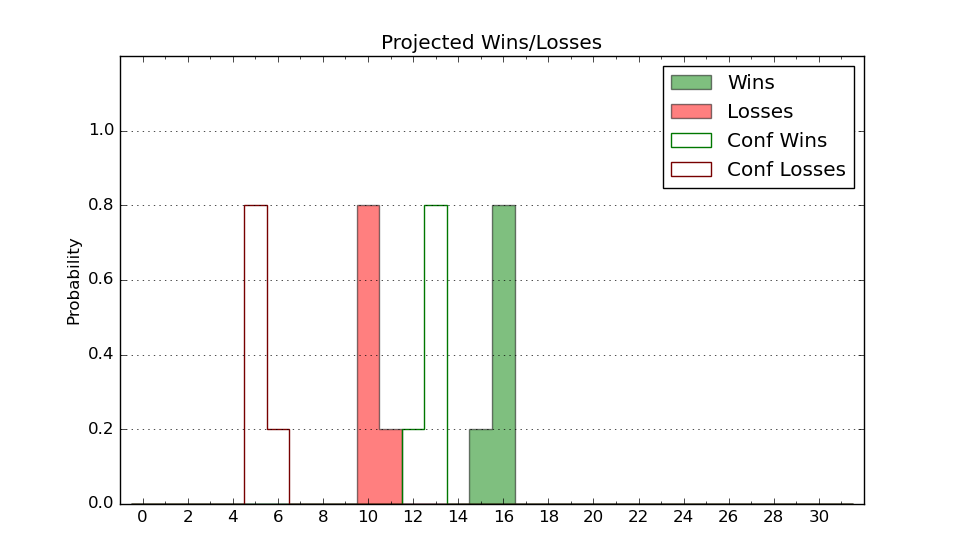 Projected Wins/Losses
Wins
Losses
Conf Wins
Conf Losses
Probability
1.0
0.8
0.6
0.4
0.2
0.0
0 2 4 6 8 10 12 14 16 18 20 22 24 26 28 30